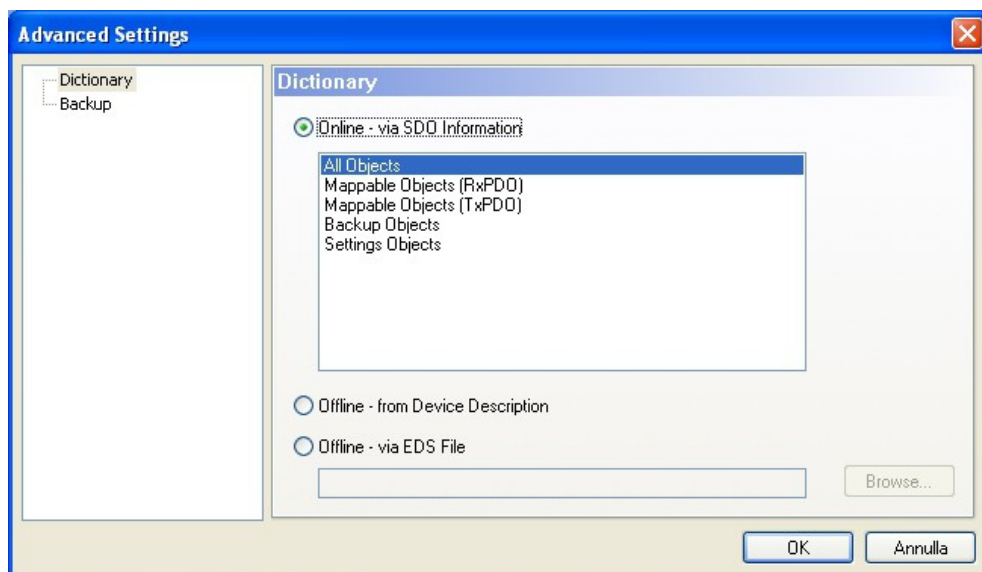 Advanced Settings
Dictionary
Backup
Dictionary
Online - via SDO Information
All Objects
Mappable Objects (RxPDO)
Mappable Objects (TxPDO)
Backup Objects
Settings Objects
Offline - from Device Description
Offline - via EDS File
Browse...
OK
Annulla